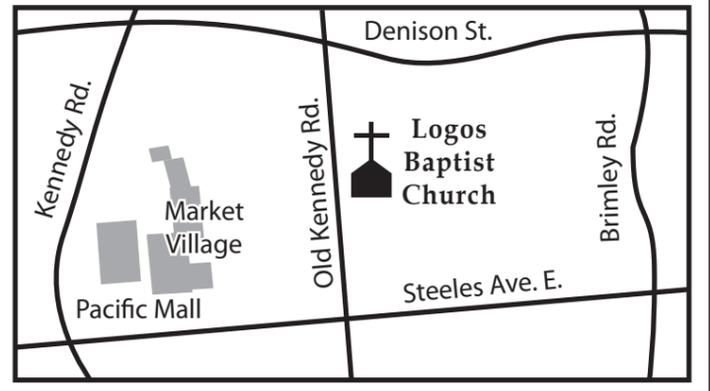 Denison St.
Kennedy Rd.
Old Kennedy Rd.
Logos
Baptist
Church
Brimley Rd.
Market
Village
Steeles Ave. E.
Pacific Mall